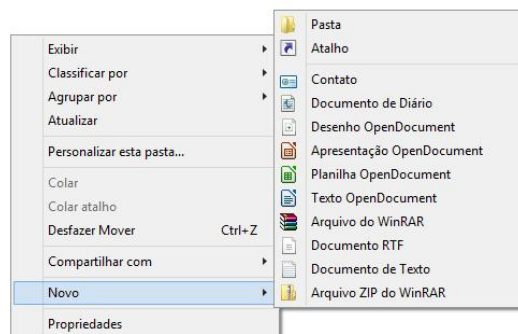 Exibir
Classificar por
Agrupar por
Atualizar
Personalizar esta pasta...
Colar
Colar atalho
Desfazer Mover Ctrl+Z
Compartilhar com
Novo
Propriedades
Pasta
Atalho
Contato
Documento de Diário
Desenho OpenDocument
Apresentação OpenDocument
Planilha OpenDocument
Texto OpenDocument
Arquivo do WinRAR
Documento RTF
Documento de Texto
Arquivo ZIP do WinRAR